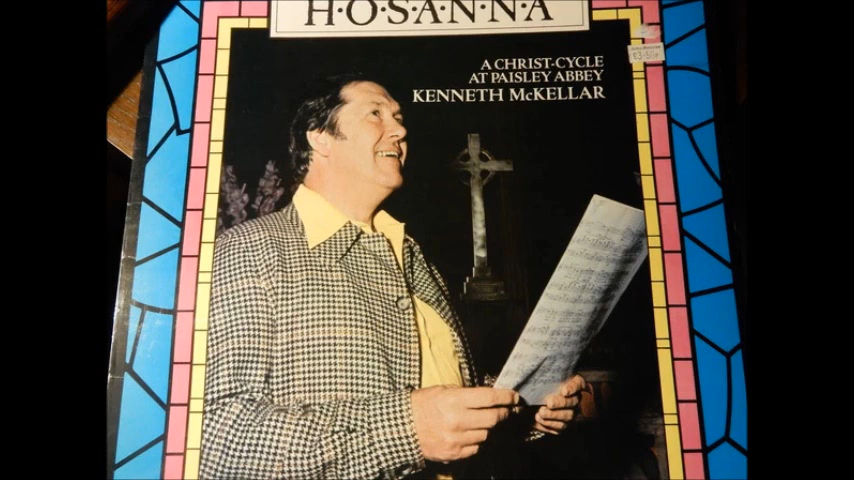 H·O·S·A·N·N·A
A CHRIST-CYCLE
AT PAISLEY ABBEY
KENNETH McKELLAR